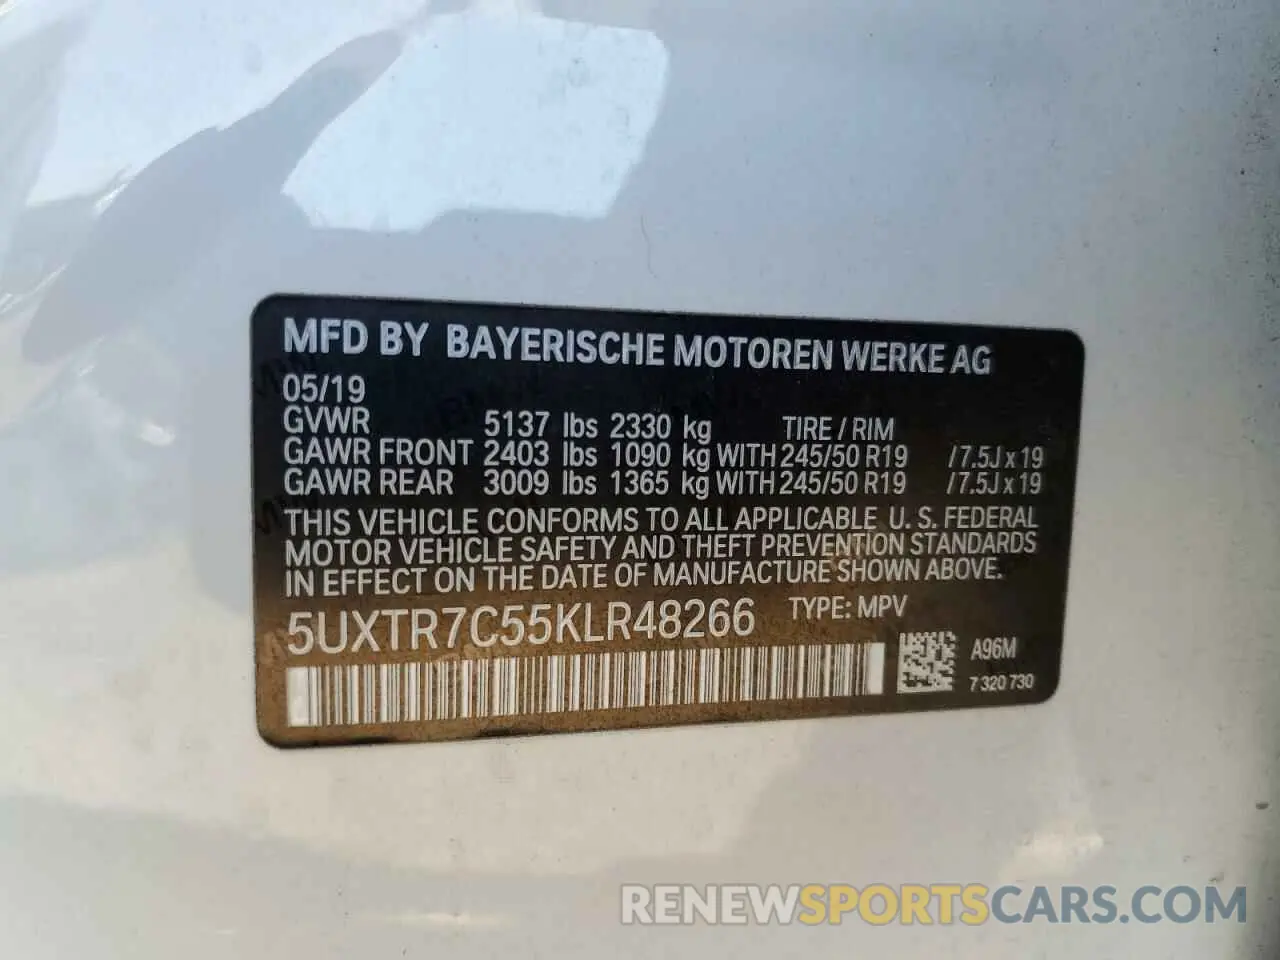 MFD BY BAYERISCHE MOTOREN WERKE AG
05/19
GVWR 5137 lbs 2330 kg TIRE / RIM
GAWR FRONT 2403 lbs 1090 kg WITH 245/50 R19 / 7.5J x 19
GAWR REAR 3009 lbs 1365 kg WITH 245/50 R19 / 7.5J x 19
THIS VEHICLE CONFORMS TO ALL APPLICABLE U. S. FEDERAL
MOTOR VEHICLE SAFETY AND THEFT PREVENTION STANDARDS
IN EFFECT ON THE DATE OF MANUFACTURE SHOWN ABOVE.
5UXTR7C55KLR48266 TYPE: MPV
A96M
7 320 730
RENEWSPORTSCARS.COM